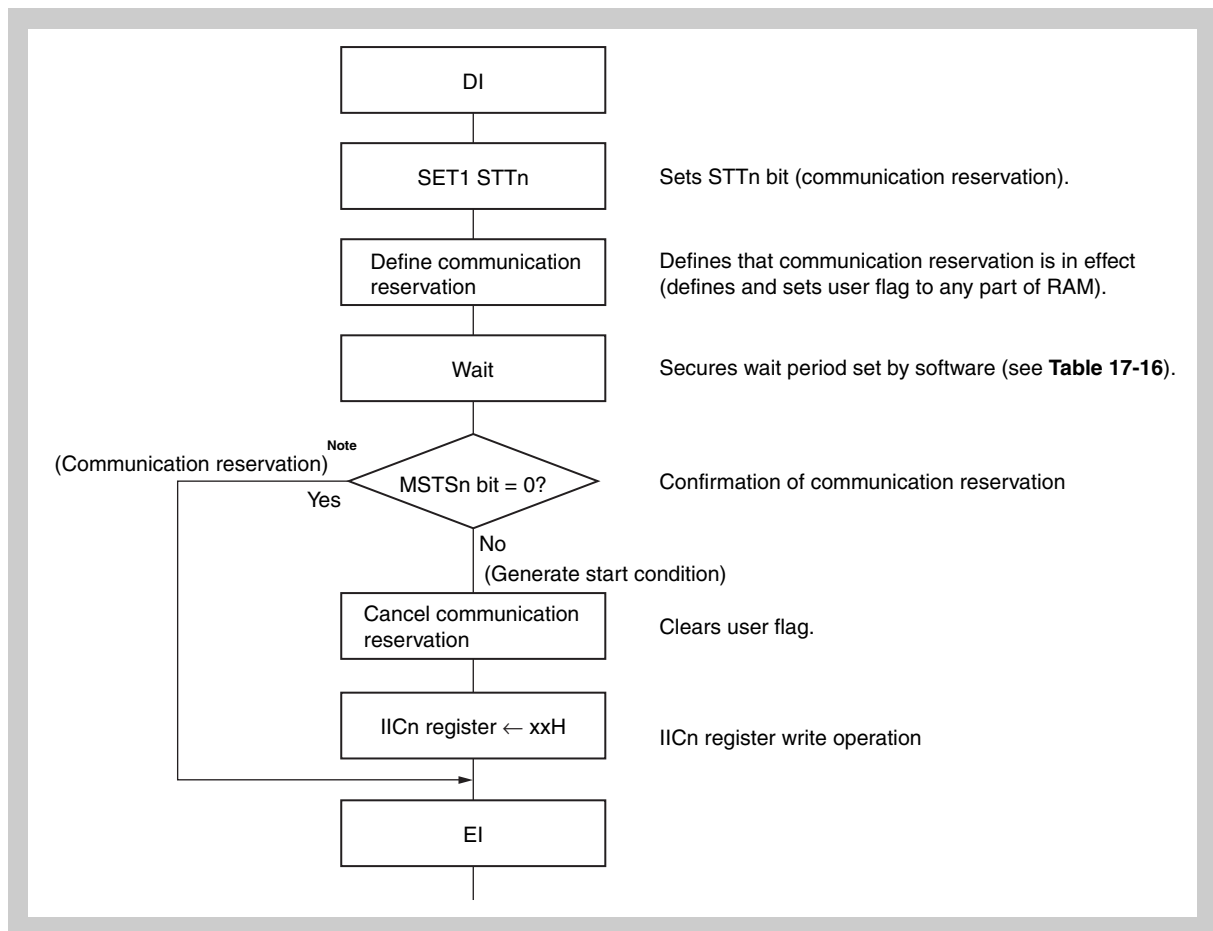 DI
SET1 STTn
Sets STTn bit (communication reservation).
Define communication
reservation
Defines that communication reservation is in effect
(defines and sets user flag to any part of RAM).
Wait
Secures wait period set by software (see Table 17-16).
(Communication reservation)Note
Yes
MSTSn bit = 0?
Confirmation of communication reservation
No
(Generate start condition)
Cancel communication
reservation
Clears user flag.
IICn register ← xxH
IICn register write operation
EI